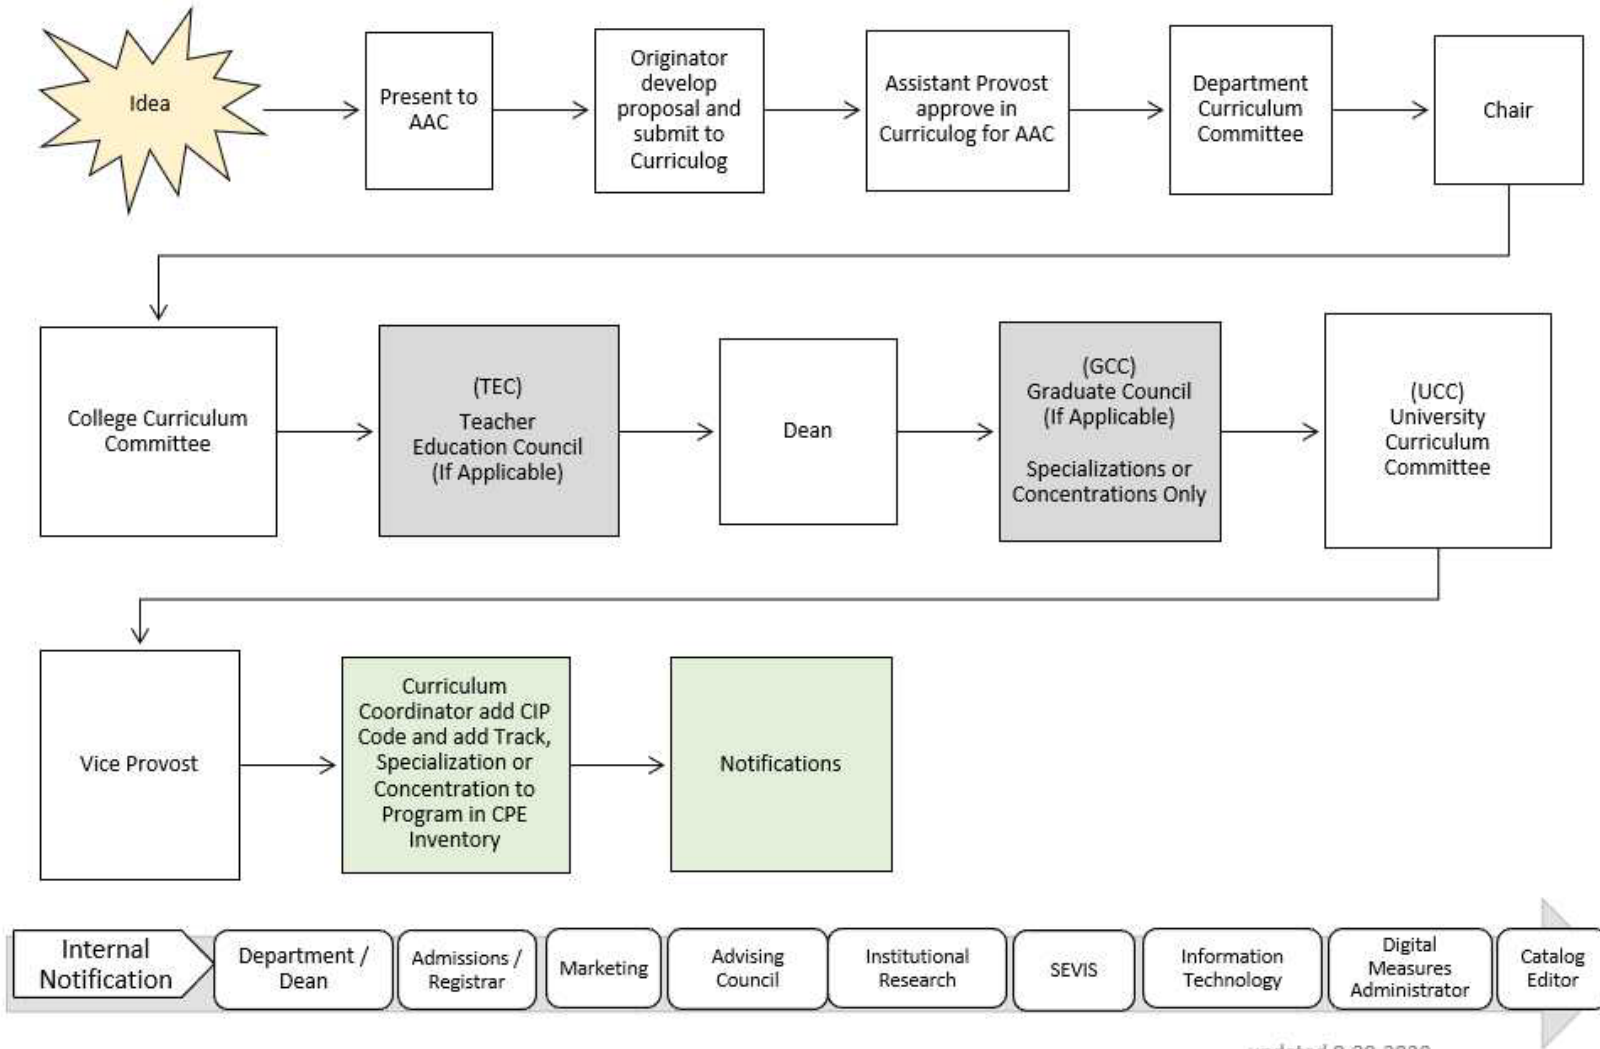 Idea
Present to
AAC
Originator
develop
proposal and
submit to
Curriculog
Assistant Provost
approve in
Curriculog for AAC
Department
Curriculum
Committee
Chair
College Curriculum
Committee
(TEC)
Teacher
Education Council
(If Applicable)
Dean
(GCC)
Graduate Council
(If Applicable)
Specializations or
Concentrations Only
(UCC)
University
Curriculum
Committee
Vice Provost
Curriculum
Coordinator add CIP
Code and add Track,
Specialization or
Concentration to
Program in CPE
Inventory
Notifications
Internal
Notification
Department /
Dean
Admissions /
Registrar
Marketing
Advising
Council
Institutional
Research
SEVIS
Information
Technology
Digital
Measures
Administrator
Catalog
Editor
updated